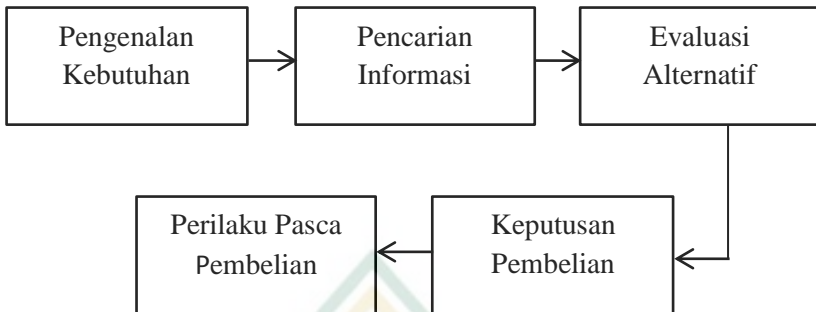 Pengenalan
Kebutuhan
Pencarian
Informasi
Evaluasi
Alternatif
Perilaku Pasca
Pembelian
Keputusan
Pembelian